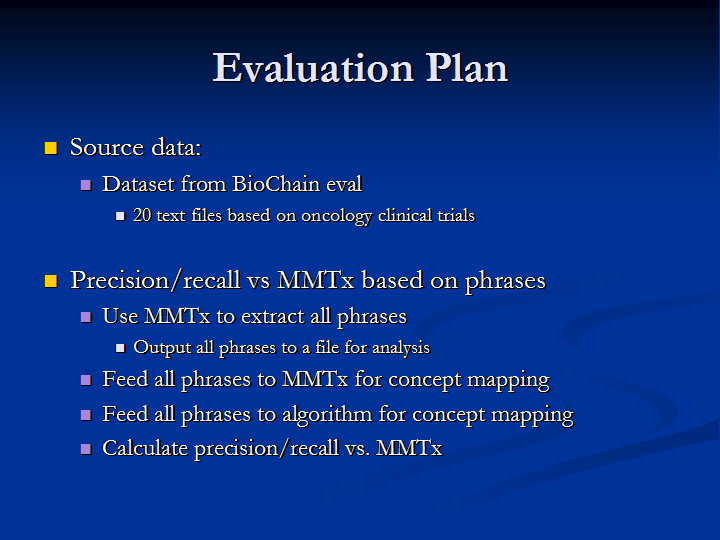 Evaluation Plan
Source data:
Dataset from BioChain eval
20 text files based on oncology clinical trials
Precision/recall vs MMTx based on phrases
Use MMTx to extract all phrases
Output all phrases to a file for analysis
Feed all phrases to MMTx for concept mapping
Feed all phrases to algorithm for concept mapping
Calculate precision/recall vs. MMTx